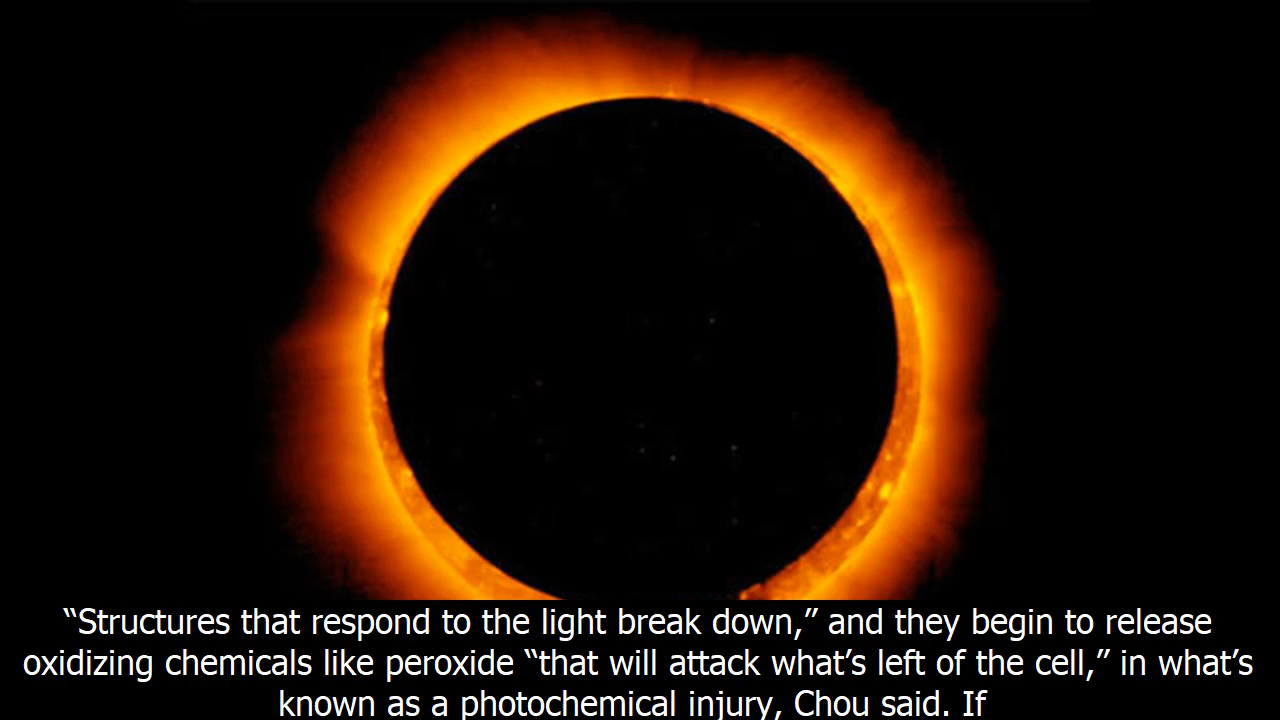 “Structures that respond to the light break down,” and they begin to release
oxidizing chemicals like peroxide “that will attack what’s left of the cell,” in what’s
known as a photochemical injury, Chou said. If